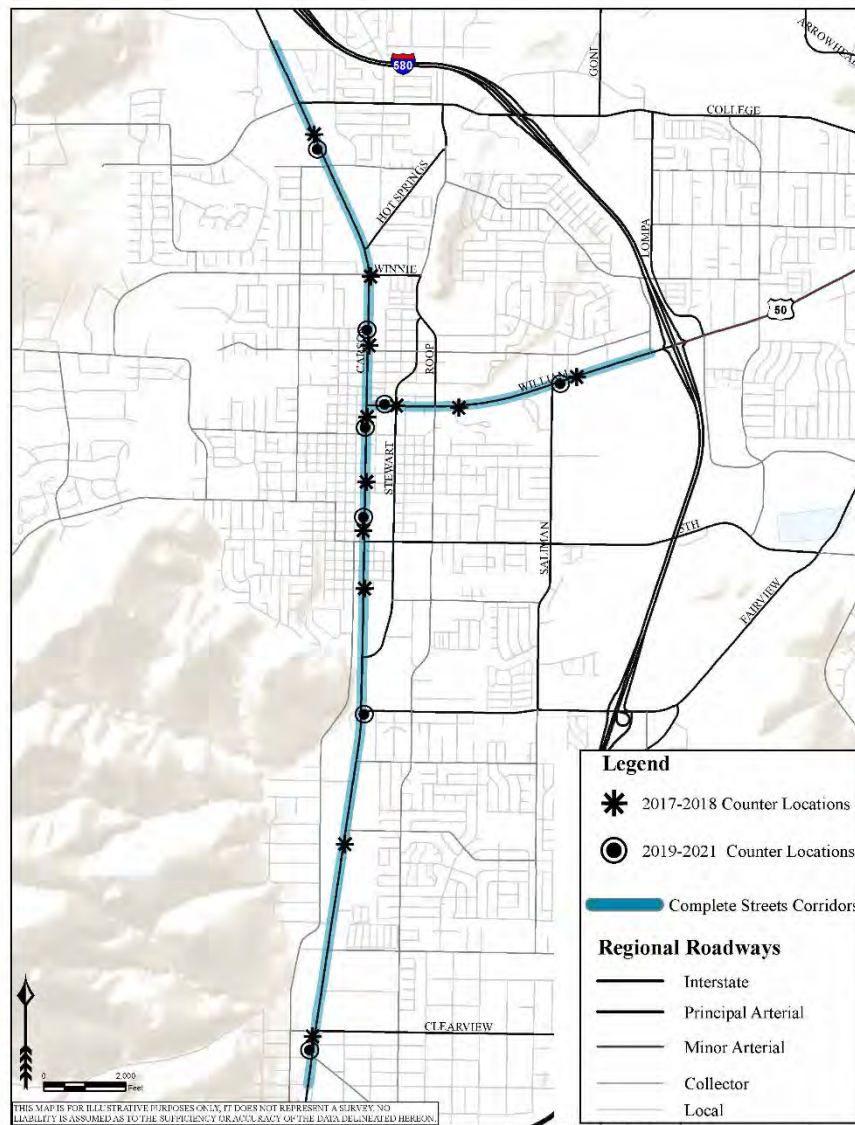 ARROWHEAD
580
GONI
COLLEGE
HOT SPRINGS
LOMPA
WINNIE
50
CARSON
ROOP
WILLIAM
STEWART
SALIMAN
5TH
FAIRVIEW
CLEARVIEW
Legend
2017-2018 Counter Locations
2019-2021 Counter Locations
Complete Streets Corridors
Regional Roadways
Interstate
Principal Arterial
Minor Arterial
Collector
Local
0 2,000
Feet
THIS MAP IS FOR ILLUSTRATIVE PURPOSES ONLY, IT DOES NOT REPRESENT A SURVEY. NO
LIABILITY IS ASSUMED AS TO THE SUFFICIENCY OR ACCURACY OF THE DATA DELINEATED HEREON.